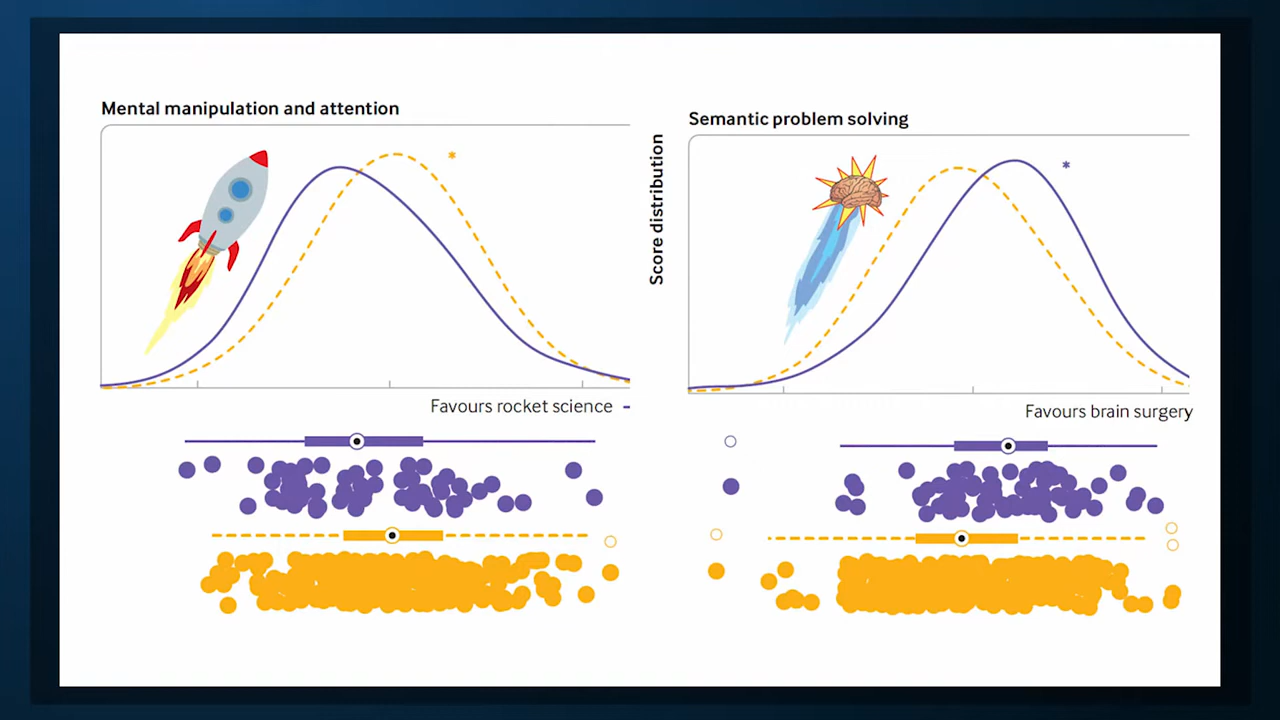 Mental manipulation and attention
*
Favours rocket science
Semantic problem solving
Score distribution
*
Favours brain surgery